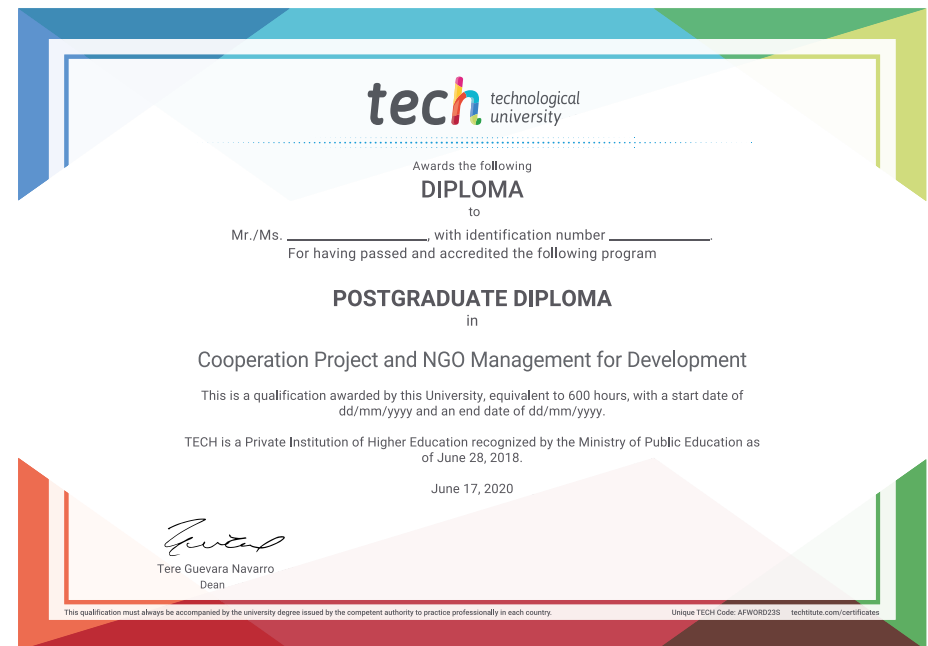 tech technological
university
Awards the following
DIPLOMA
to
Mr./Ms. ____________, with identification number _________.
For having passed and accredited the following program
POSTGRADUATE DIPLOMA
in
Cooperation Project and NGO Management for Development
This is a qualification awarded by this University, equivalent to 600 hours, with a start date of
dd/mm/yyyy and an end date of dd/mm/yyyy.
TECH is a Private Institution of Higher Education recognized by the Ministry of Public Education as
of June 28, 2018.
June 17, 2020
Tere Guevara Navarro
Dean
This qualification must always be accompanied by the university degree issued by the competent authority to practice professionally in each country.
Unique TECH Code: AFWORD23S techtitute.com/certificates